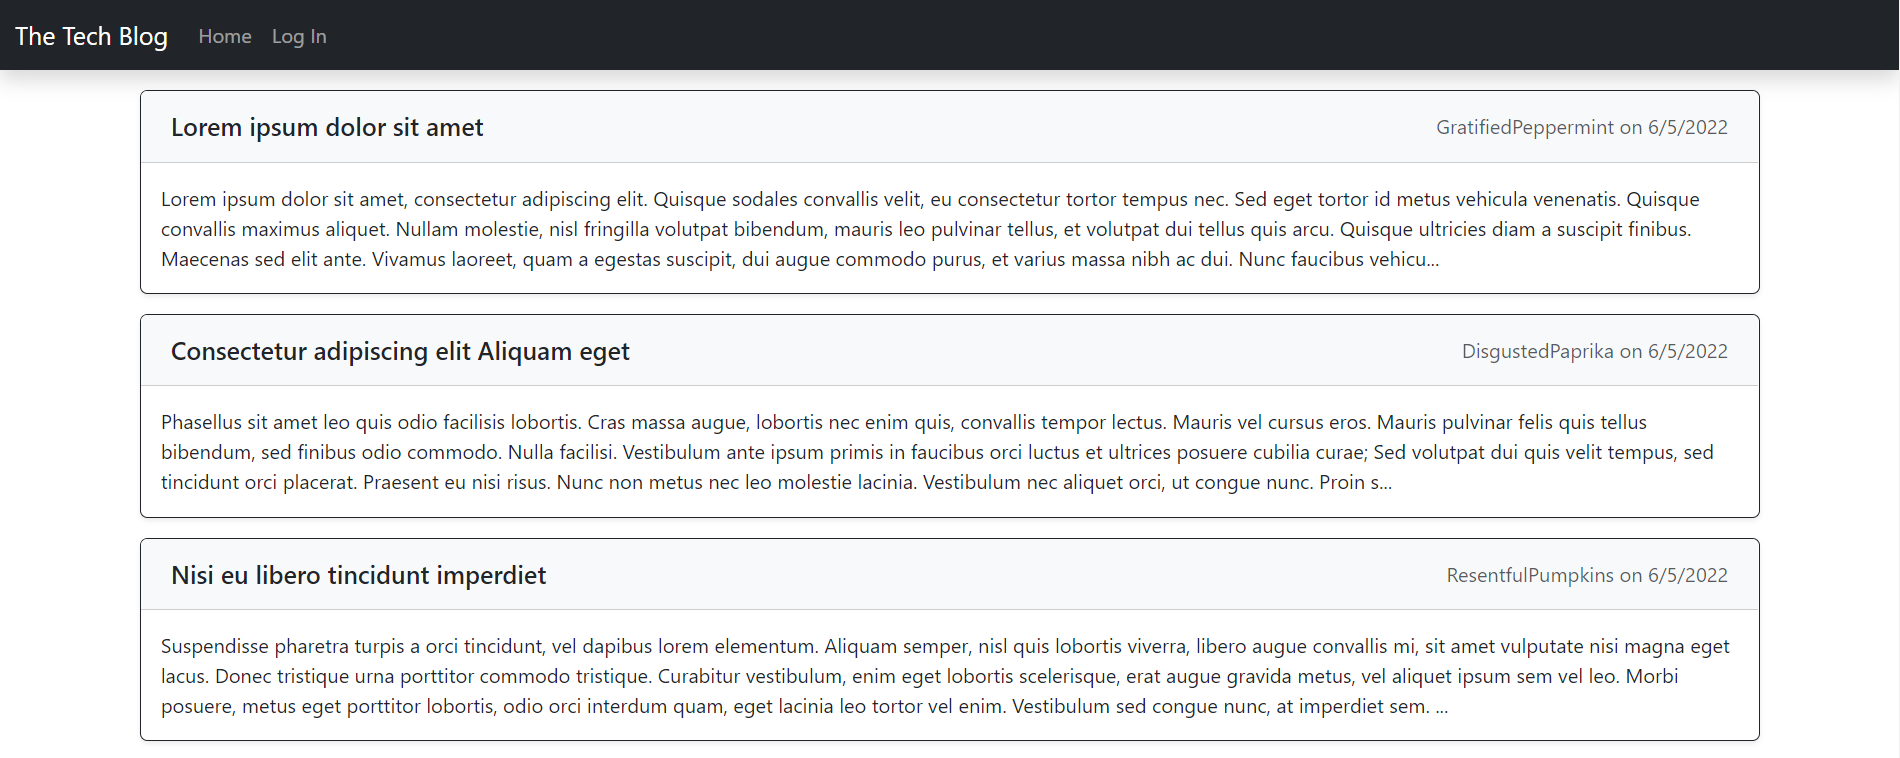 The Tech Blog Home Log In
Lorem ipsum dolor sit amet GratifiedPeppermint on 6/5/2022
Lorem ipsum dolor sit amet, consectetur adipiscing elit. Quisque sodales convallis velit, eu consectetur tortor tempus nec. Sed eget tortor id metus vehicula venenatis. Quisque
convallis maximus aliquet. Nullam molestie, nisl fringilla volutpat bibendum, mauris leo pulvinar tellus, et volutpat dui tellus quis arcu. Quisque ultricies diam a suscipit finibus.
Maecenas sed elit ante. Vivamus laoreet, quam a egestas suscipit, dui augue commodo purus, et varius massa nibh ac dui. Nunc faucibus vehicu...
Consectetur adipiscing elit Aliquam eget DisgustedPaprika on 6/5/2022
Phasellus sit amet leo quis odio facilisis lobortis. Cras massa augue, lobortis nec enim quis, convallis tempor lectus. Mauris vel cursus eros. Mauris pulvinar felis quis tellus
bibendum, sed finibus odio commodo. Nulla facilisi. Vestibulum ante ipsum primis in faucibus orci luctus et ultrices posuere cubilia curae; Sed volutpat dui quis velit tempus, sed
tincidunt orci placerat. Praesent eu nisi risus. Nunc non metus nec leo molestie lacinia. Vestibulum nec aliquet orci, ut congue nunc. Proin s...
Nisi eu libero tincidunt imperdiet ResentfulPumpkins on 6/5/2022
Suspendisse pharetra turpis a orci tincidunt, vel dapibus lorem elementum. Aliquam semper, nisl quis lobortis viverra, libero augue convallis mi, sit amet vulputate nisi magna eget
lacus. Donec tristique urna porttitor commodo tristique. Curabitur vestibulum, enim eget lobortis scelerisque, erat augue gravida metus, vel aliquet ipsum sem vel leo. Morbi
posuere, metus eget porttitor lobortis, odio orci interdum quam, eget lacinia leo tortor vel enim. Vestibulum sed congue nunc, at imperdiet sem. ...